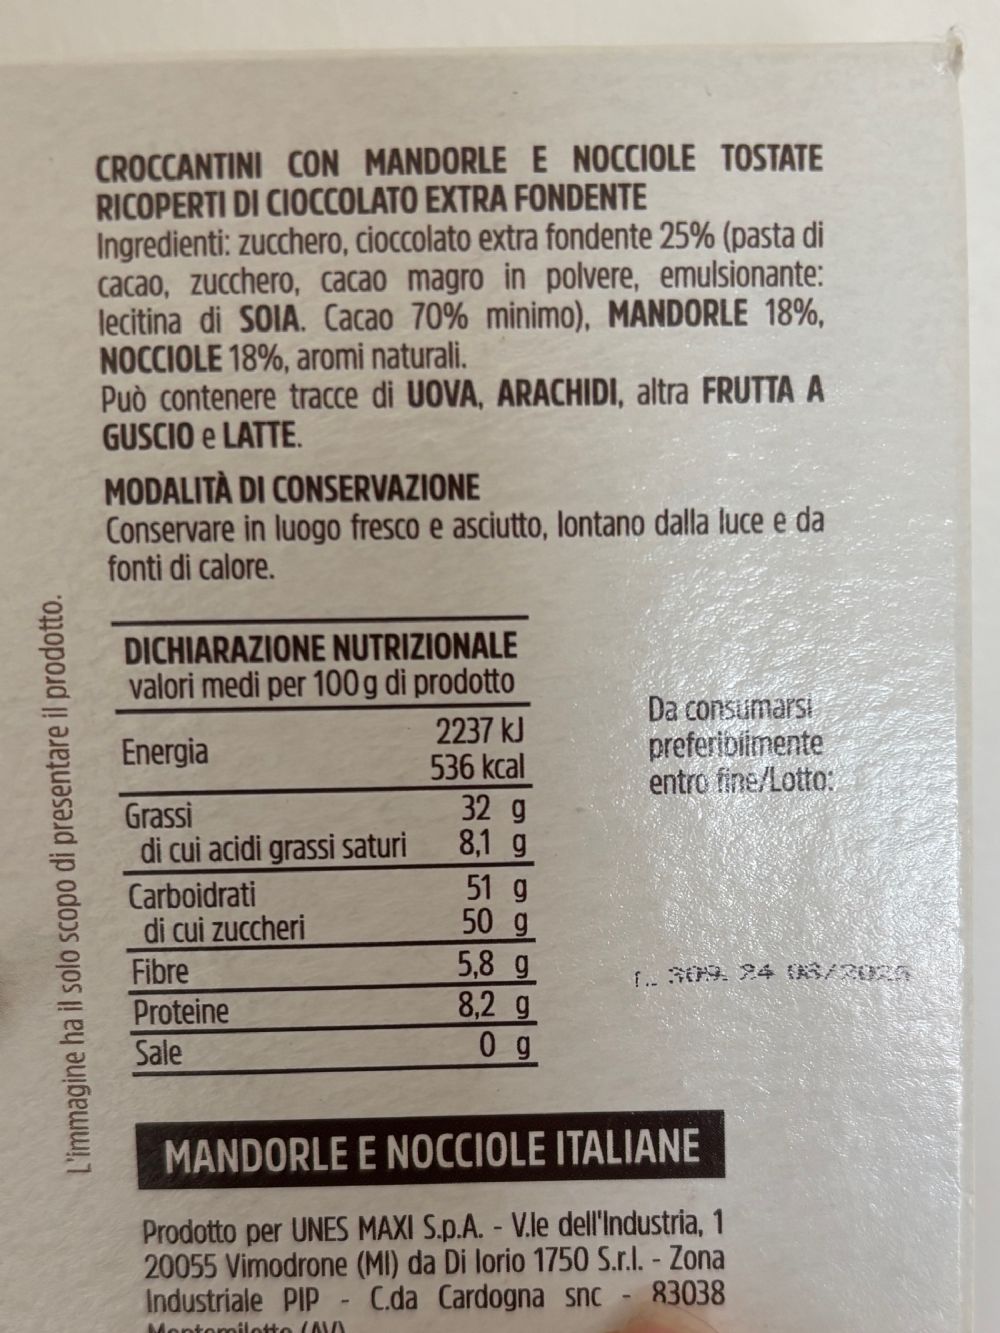 CROCCANTINI CON MANDORLE E NOCCIOLE TOSTATE
RICOPERTI DI CIOCCOLATO EXTRA FONDENTE
Ingredienti: zucchero, cioccolato extra fondente 25% (pasta di
cacao, zucchero, cacao magro in polvere, emulsionante:
lecitina di SOIA. Cacao 70% minimo), MANDORLE 18%,
NOCCIOLE 18%, aromi naturali.
Può contenere tracce di UOVA, ARACHIDI, altra FRUTTA A
GUSCIO e LATTE.
MODALITÀ DI CONSERVAZIONE
Conservare in luogo fresco e asciutto, lontano dalla luce e da
fonti di calore.
L'immagine ha il solo scopo di presentare il prodotto.
DICHIARAZIONE NUTRIZIONALE
valori medi per 100 g di prodotto
Energia 2237 kJ
536 kcal
Grassi 32 g
di cui acidi grassi saturi 8,1 g
Carboidrati 51 g
di cui zuccheri 50 g
Fibre 5,8 g
Proteine 8,2 g
Sale 0 g
Da consumarsi
preferibilmente
entro fine/Lotto:
309 24
MANDORLE E NOCCIOLE ITALIANE
Prodotto per UNES MAXI S.p.A. - V.le dell'Industria, 1
20055 Vimodrone (MI) da Di Iorio 1750 S.r.l. - Zona
Industriale PIP - C.da Cardogna snc - 83038
Montemiletto (AV)